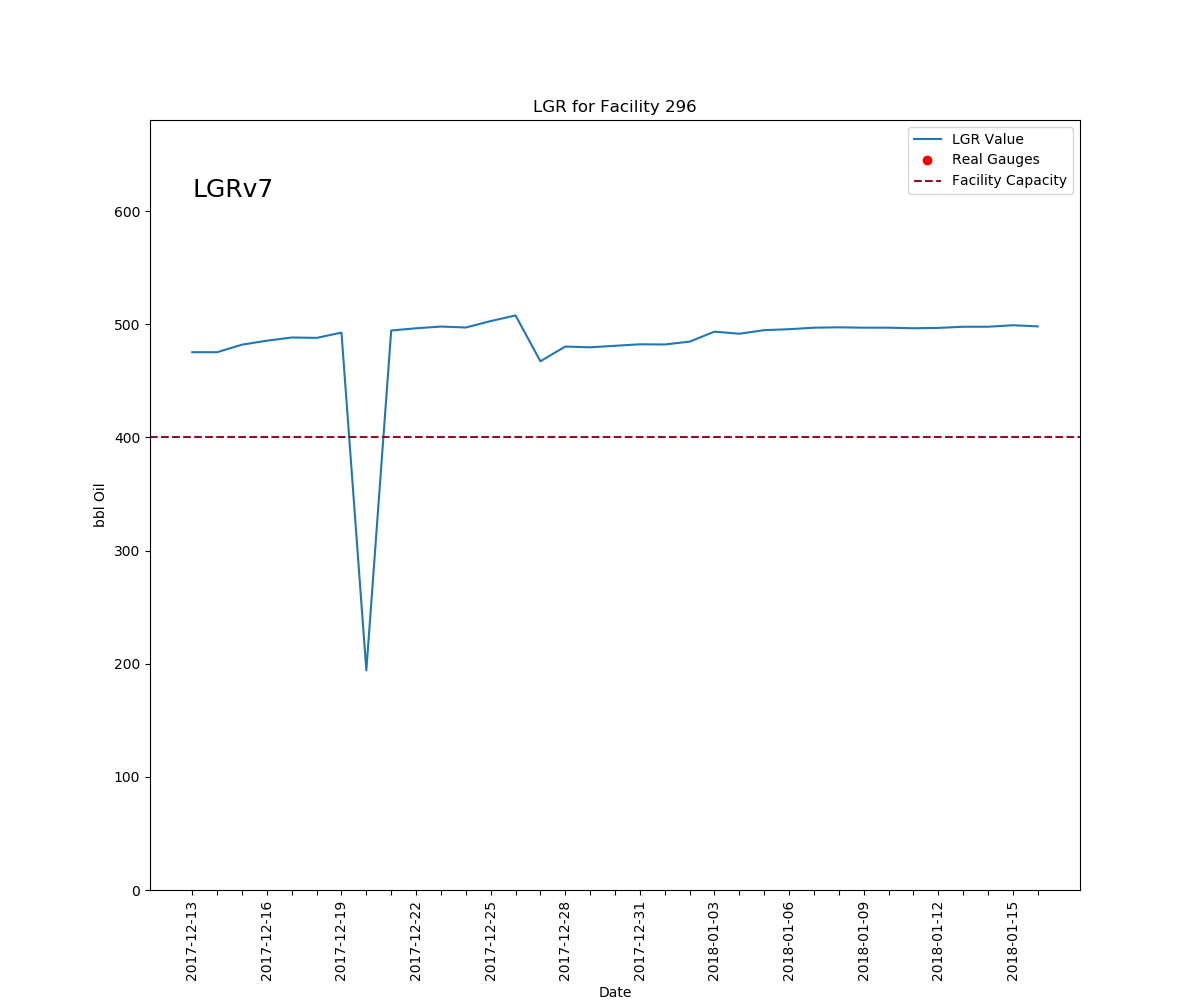 LGR for Facility 296
LGRv7
LGR Value
Real Gauges
Facility Capacity
bbl Oil
600
500
400
300
200
100
0
2017-12-13
2017-12-16
2017-12-19
2017-12-22
2017-12-25
2017-12-28
2017-12-31
2018-01-03
2018-01-06
2018-01-09
2018-01-12
2018-01-15
Date